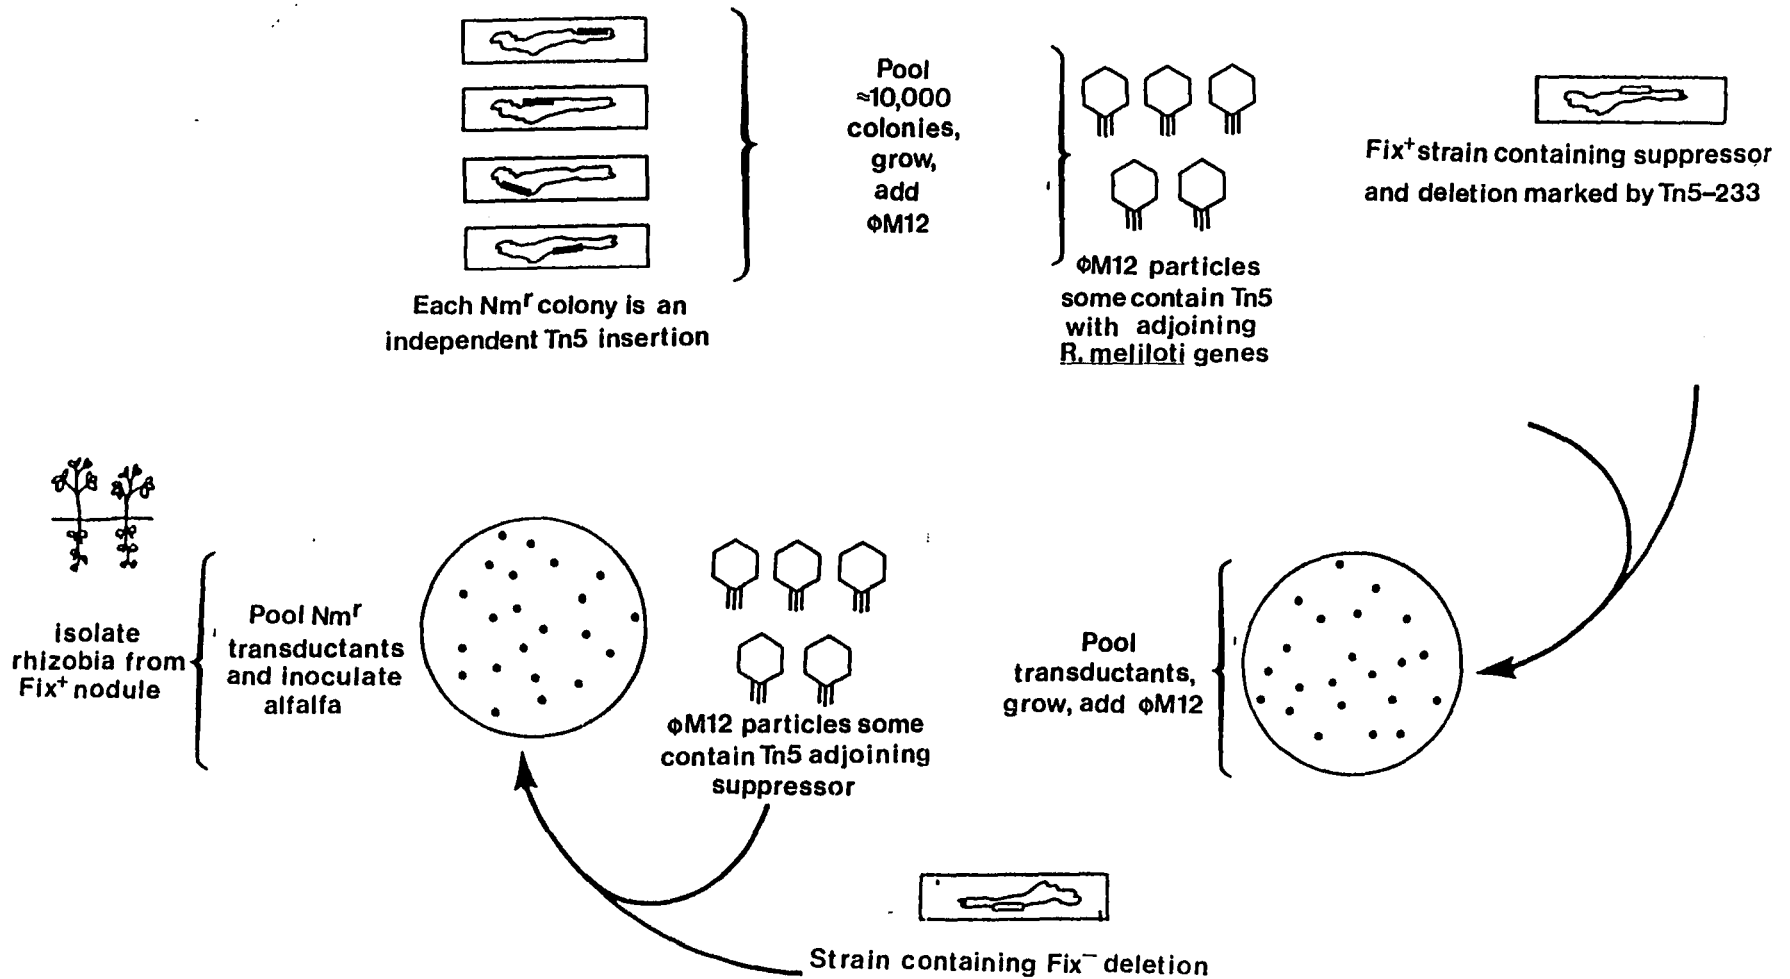 Each Nmʳ colony is an
independent Tn5 insertion
Pool
≈10,000
colonies,
grow,
add
ΦM12
ΦM12 particles
some contain Tn5
with adjoining
R. meliloti genes
Fix⁺ strain containing suppressor
and deletion marked by Tn5-233
Pool
transductants,
grow, add ΦM12
ΦM12 particles some
contain Tn5 adjoining
suppressor
Strain containing Fix⁻ deletion
Pool Nmʳ
transductants
and inoculate
alfalfa
isolate
rhizobia from
Fix⁺ nodule